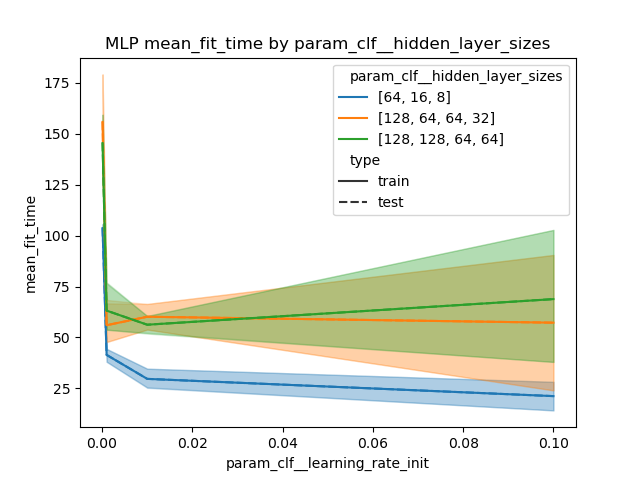 MLP mean_fit_time by param_clf__hidden_layer_sizes
param_clf__hidden_layer_sizes
[64, 16, 8]
[128, 64, 64, 32]
[128, 128, 64, 64]
type
train
test
mean_fit_time
175
150
125
100
75
50
25
0.00 0.02 0.04 0.06 0.08 0.10
param_clf__learning_rate_init